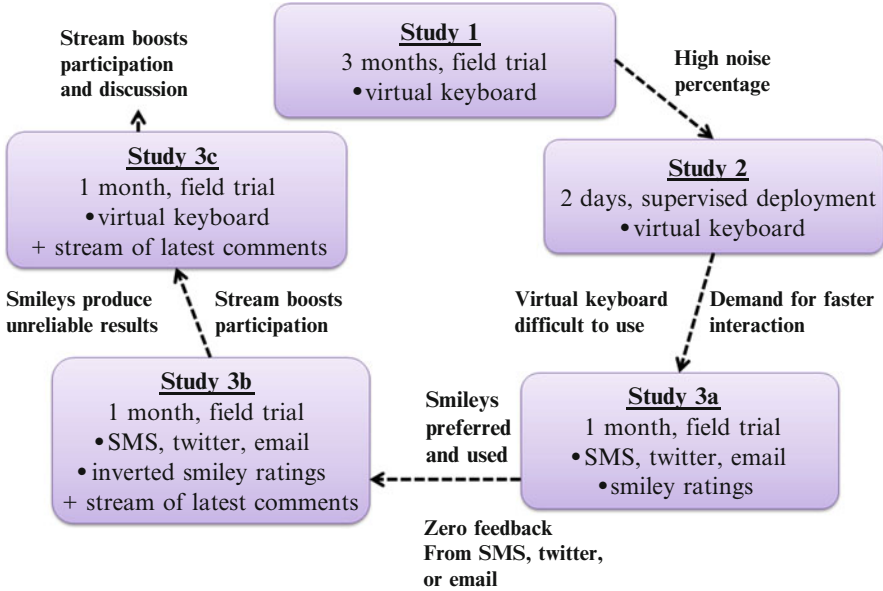 Study 1
3 months, field trial
•virtual keyboard
High noise
percentage
Study 2
2 days, supervised deployment
•virtual keyboard
Virtual keyboard
difficult to use
Demand for faster
interaction
Study 3a
1 month, field trial
•SMS, twitter, email
•smiley ratings
Smileys
preferred
and used
Zero feedback
From SMS, twitter,
or email
Study 3b
1 month, field trial
•SMS, twitter, email
•inverted smiley ratings
+ stream of latest comments
Smileys produce
unreliable results
Stream boosts
participation
Study 3c
1 month, field trial
•virtual keyboard
+ stream of latest comments
Stream boosts
participation
and discussion